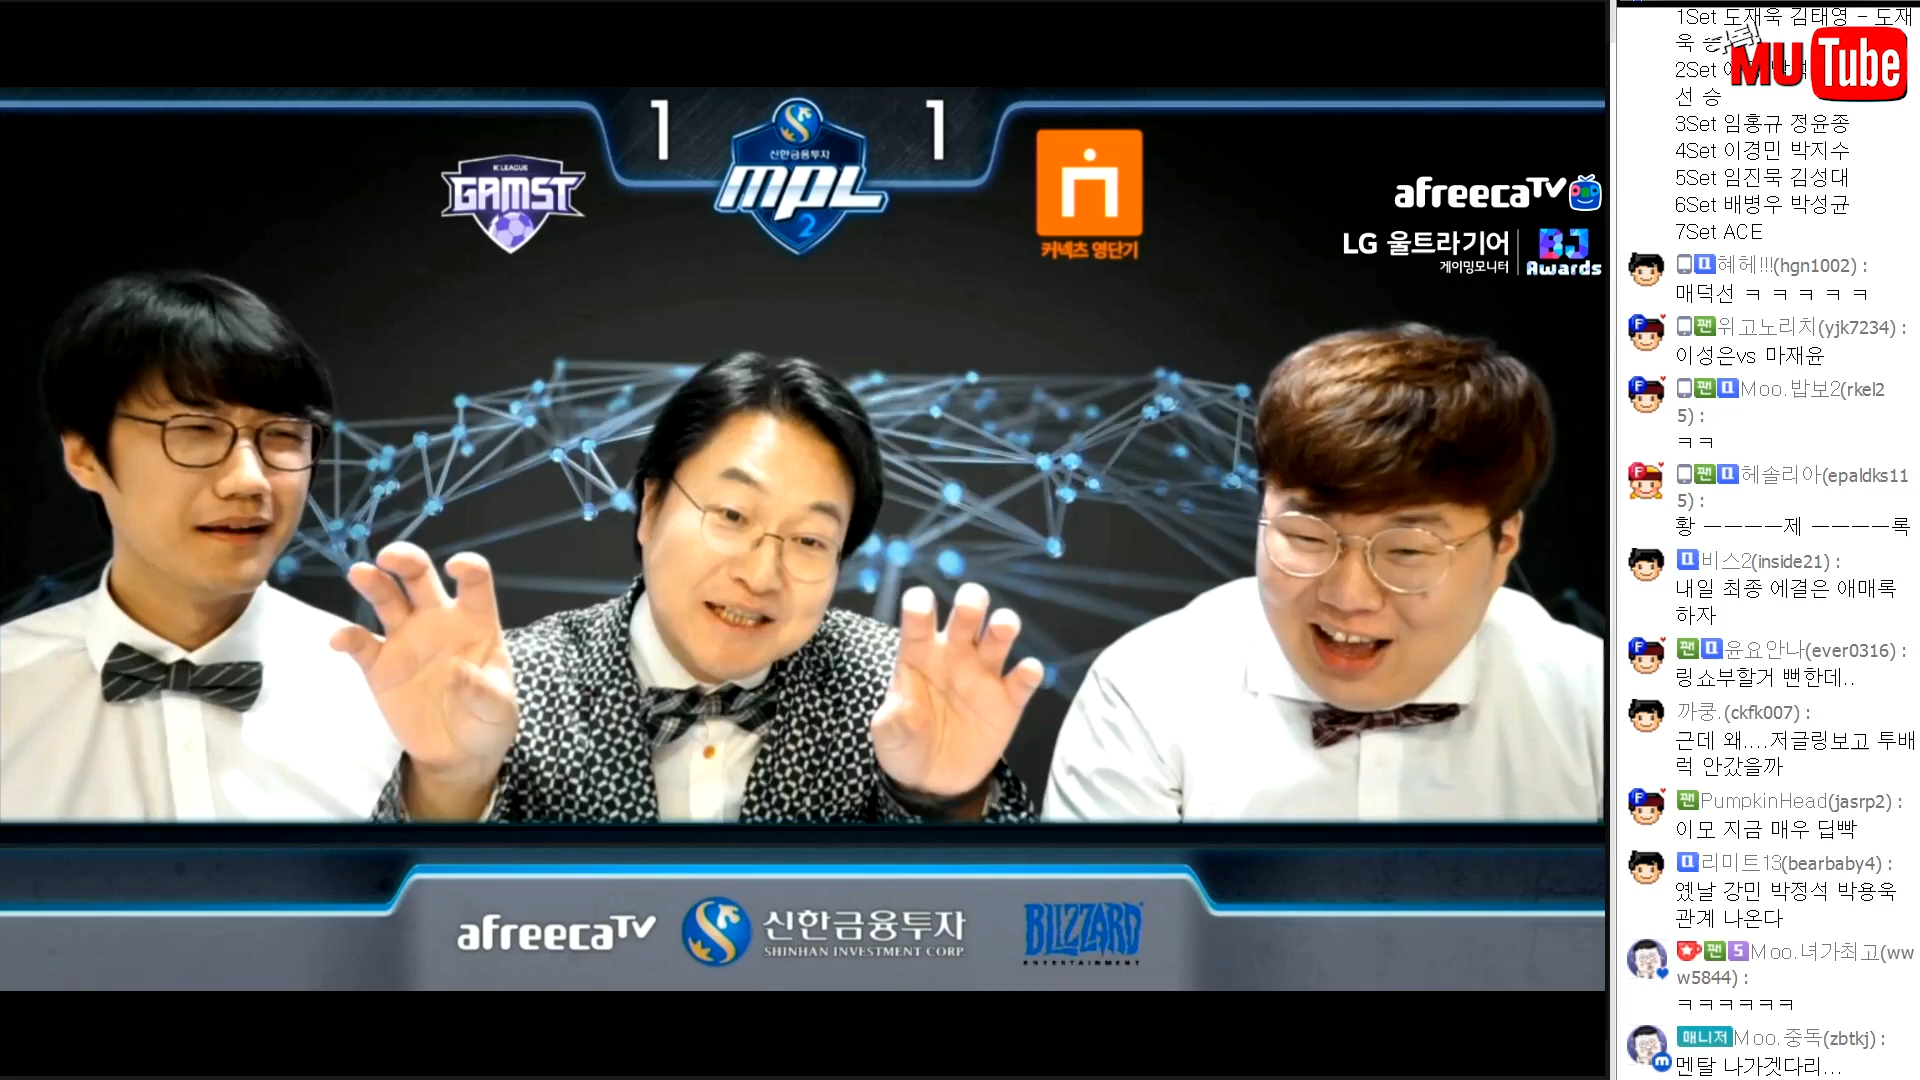 1
1
신한금융투자
MPL
2
K LEAGUE
GAMST
커넥츠 영단기
afreecaTV
LG 울트라기어
게이밍모니터
BJ
Awards
afreecaTV
신한금융투자
SHINHAN INVESTMENT CORP.
BLIZZARD
ENTERTAINMENT
MU Tube
1Set 도재욱 김태영 - 도재
욱
2Set
선 승
3Set 임홍규 정윤종
4Set 이경민 박지수
5Set 임진묵 김성대
6Set 배병우 박성균
7Set ACE
혜헤!!!(hgn1002) :
매덕선 ㅋ ㅋ ㅋ ㅋ ㅋ
팬 위고노리치(yjk7234) :
이성은vs 마재윤
팬 Moo.밥보2(rkel2
5) :
ㅋㅋ
팬 헤솔리아(epaldks11
5) :
황 ㅡㅡㅡㅡ제 ㅡㅡㅡㅡ록
비스2(inside21) :
내일 최종 에결은 애매록
하자
팬 윤요안나(ever0316) :
링쇼부할거 뻔한데..
까쿵.(ckfk007) :
근데 왜....저글링보고 투배
럭 안갔을까
팬 PumpkinHead(jasrp2) :
이모 지금 매우 딥빡
리미트13(bearbaby4) :
옛날 강민 박정석 박용욱
관계 나온다
팬 S Moo.녀가최고(ww
w5844) :
ㅋㅋㅋㅋㅋㅋ
매니저 Moo.중독(zbtkj) :
멘탈 나가겟다리...